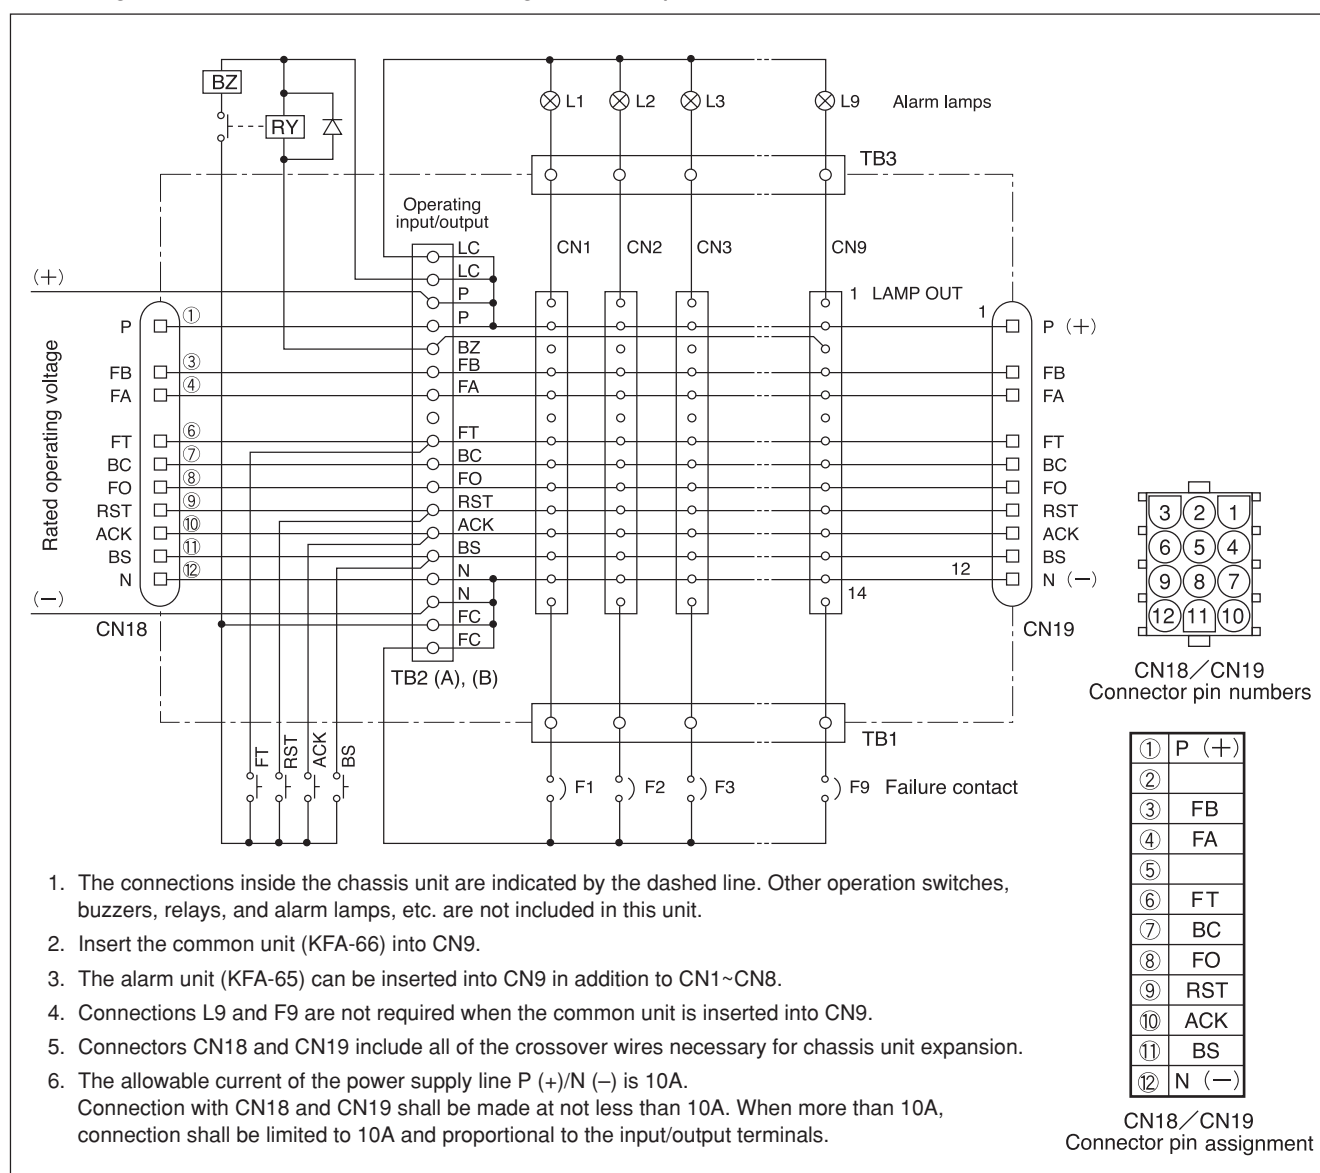 BZ
RY
L1
L2
L3
L9
Alarm lamps
TB3
Operating
input/output
LC
LC
P
P
BZ
FB
FA
FT
BC
FO
RST
ACK
BS
N
N
FC
FC
TB2 (A), (B)
CN1
CN2
CN3
CN9
1 LAMP OUT
14
(+)
(−)
Rated operating voltage
P ①
FB ③
FA ④
FT ⑥
BC ⑦
FO ⑧
RST ⑨
ACK ⑩
BS ⑪
N ⑫
CN18
1 P (+)
FB
FA
FT
BC
FO
RST
ACK
BS
12 N (−)
CN19
TB1
FT
RST
ACK
BS
F1
F2
F3
F9 Failure contact
3 2 1
6 5 4
9 8 7
12 11 10
CN18／CN19
Connector pin numbers
① P (+)
②
③ FB
④ FA
⑤
⑥ FT
⑦ BC
⑧ FO
⑨ RST
⑩ ACK
⑪ BS
⑫ N (−)
CN18／CN19
Connector pin assignment
1. The connections inside the chassis unit are indicated by the dashed line. Other operation switches,
buzzers, relays, and alarm lamps, etc. are not included in this unit.
2. Insert the common unit (KFA-66) into CN9.
3. The alarm unit (KFA-65) can be inserted into CN9 in addition to CN1~CN8.
4. Connections L9 and F9 are not required when the common unit is inserted into CN9.
5. Connectors CN18 and CN19 include all of the crossover wires necessary for chassis unit expansion.
6. The allowable current of the power supply line P (+)/N (–) is 10A.
Connection with CN18 and CN19 shall be made at not less than 10A. When more than 10A,
connection shall be limited to 10A and proportional to the input/output terminals.